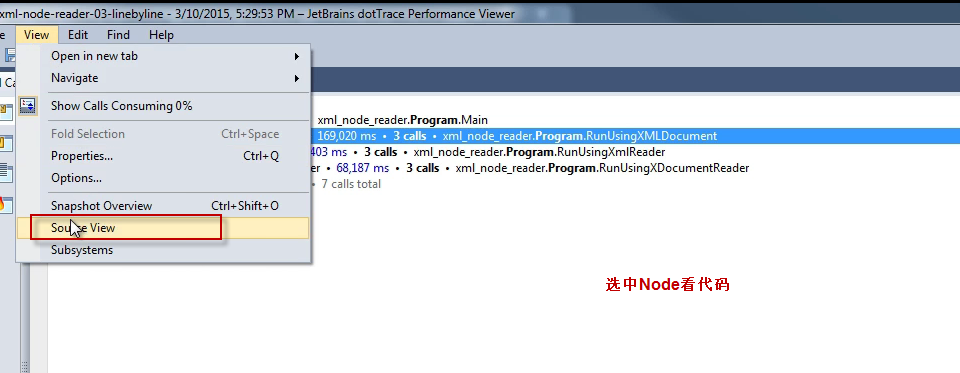 xml-node-reader-03-linebyline - 3/10/2015, 5:29:53 PM – JetBrains dotTrace Performance Viewer
e View Edit Find Help
Open in new tab
Navigate
Show Calls Consuming 0%
Fold Selection Ctrl+Space
Properties... Ctrl+Q
Options...
Snapshot Overview Ctrl+Shift+O
Source View
Subsystems
Ca
xml_node_reader.Program.Main
169,020 ms • 3 calls • xml_node_reader.Program.RunUsingXMLDocument
403 ms • 3 calls • xml_node_reader.Program.RunUsingXmlReader
er • 68,187 ms • 3 calls • xml_node_reader.Program.RunUsingXDocumentReader
• 7 calls total
选中Node看代码